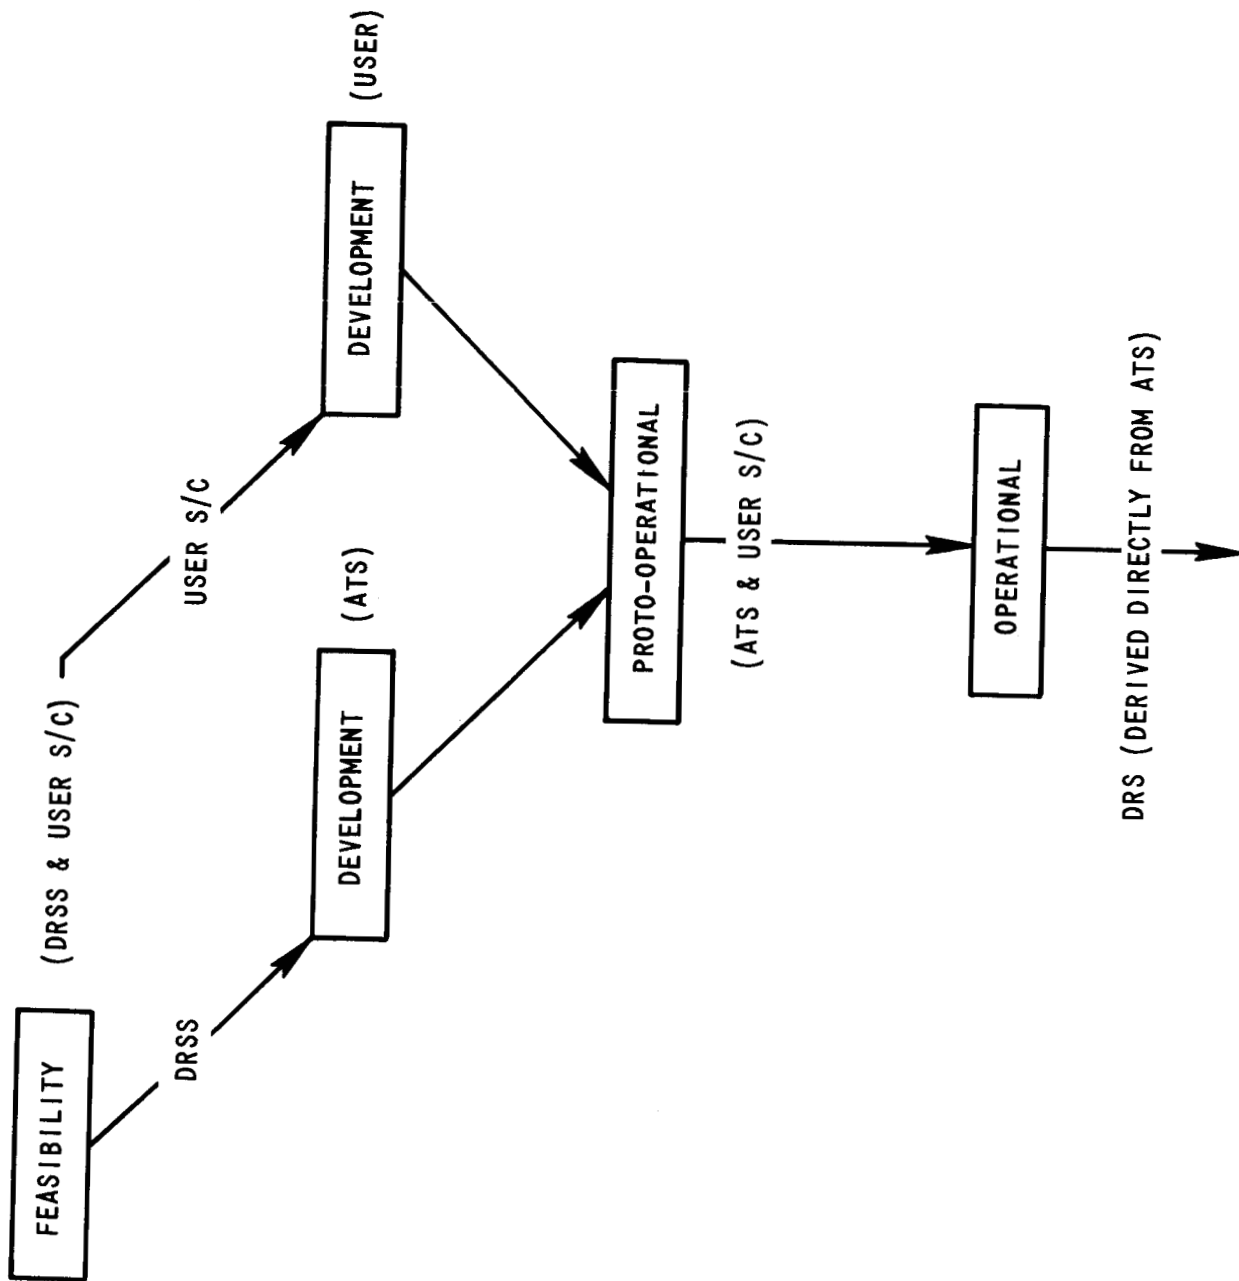 FEASIBILITY
(DRSS & USER S/C)
DRSS
USER S/C
DEVELOPMENT
(ATS)
DEVELOPMENT
(USER)
PROTO-OPERATIONAL
(ATS & USER S/C)
OPERATIONAL
DRS (DERIVED DIRECTLY FROM ATS)